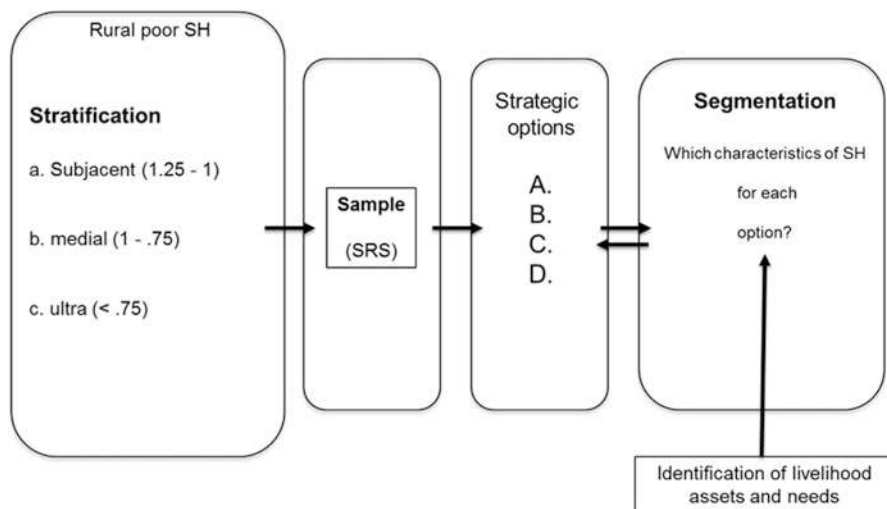 Rural poor SH
Stratification
a. Subjacent (1.25 - 1)
b. medial (1 - .75)
c. ultra (< .75)
Sample
(SRS)
Strategic
options
A.
B.
C.
D.
Segmentation
Which characteristics of SH
for each
option?
Identification of livelihood
assets and needs